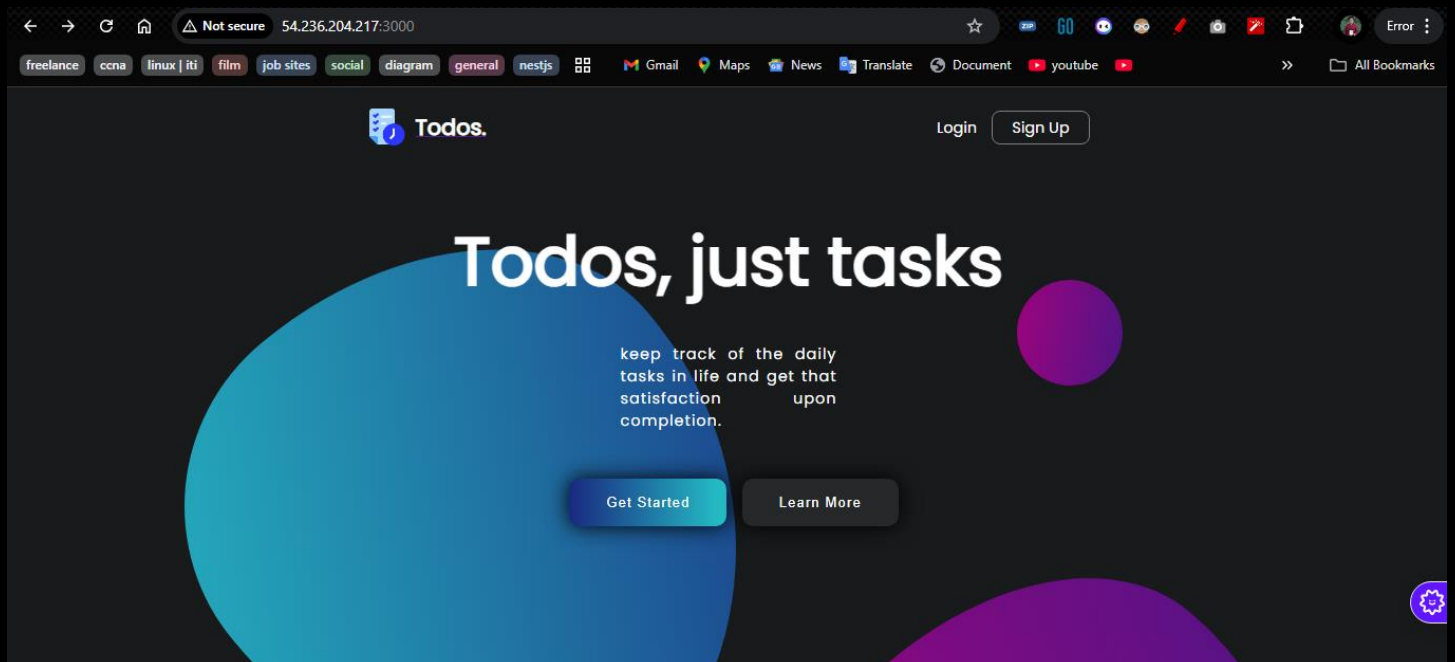 Not secure 54.236.204.217:3000
ZIP GO Error
freelance ccna linux | iti film job sites social diagram general nestjs Gmail Maps News Translate Document youtube » All Bookmarks
Todos. Login Sign Up
Todos, just tasks
keep track of the daily
tasks in life and get that
satisfaction upon
completion.
Get Started Learn More